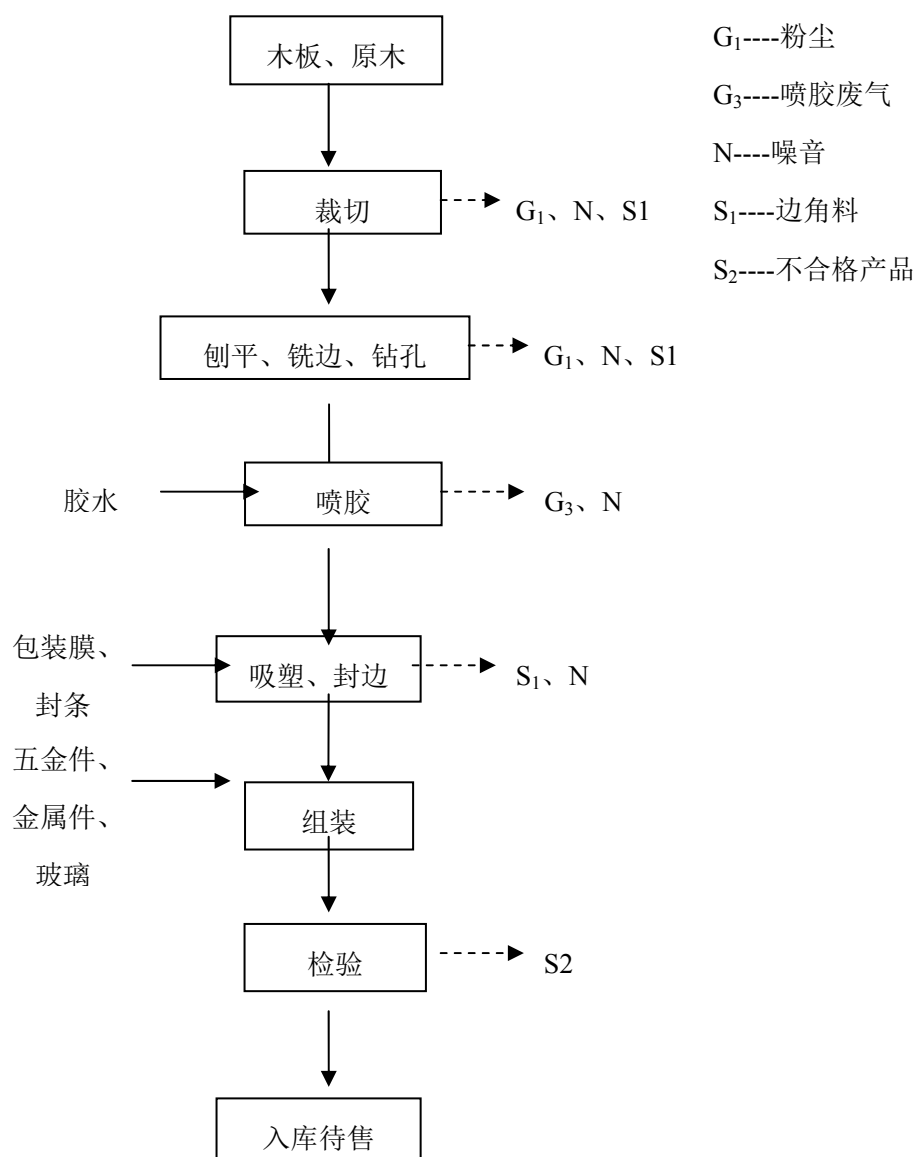 木板、原木
G₁----粉尘
G₃----喷胶废气
N----噪音
S₁----边角料
S₂----不合格产品
裁切
G₁、N、S1
刨平、铣边、钻孔
G₁、N、S1
胶水
喷胶
G₃、N
包装膜、
封条
吸塑、封边
S₁、N
五金件、
金属件、
玻璃
组装
检验
S2
入库待售